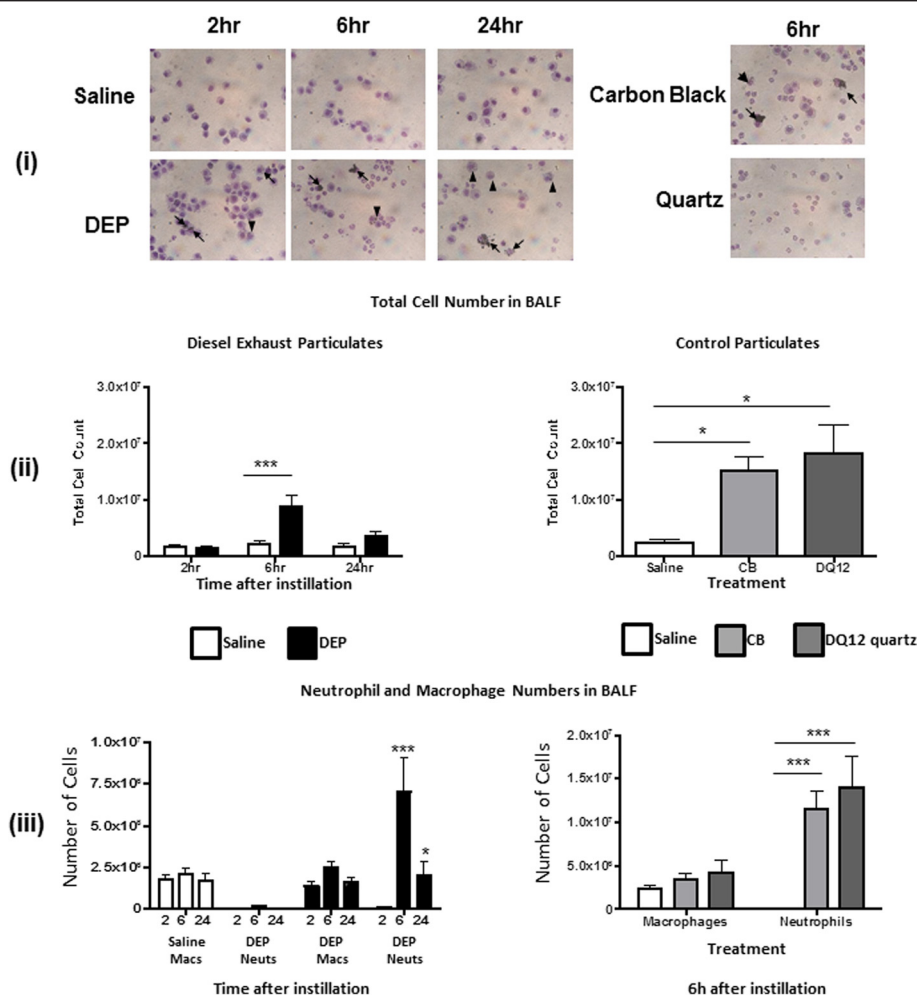 2hr 6hr 24hr 6hr
Saline
Carbon Black
(i)
DEP
Quartz
Total Cell Number in BALF
Diesel Exhaust Particulates
Control Particulates
(ii)
Total Cell Count
3.0x10⁷
2.0x10⁷
1.0x10⁷
0
***
2hr 6hr 24hr
Time after instillation
Saline DEP
Total Cell Count
3.0x10⁷
2.0x10⁷
1.0x10⁷
0
*
*
Saline CB DQ12
Treatment
Saline CB DQ12 quartz
Neutrophil and Macrophage Numbers in BALF
(iii)
Number of Cells
1.0x10⁷
7.5x10⁶
5.0x10⁶
2.5x10⁶
0
***
*
2 6 24 2 6 24 2 6 24 2 6 24
Saline DEP DEP DEP
Macs Neuts Macs Neuts
Time after instillation
Number of Cells
2.0x10⁷
1.5x10⁷
1.0x10⁷
5.0x10⁶
0
***
***
Macrophages Neutrophils
Treatment
6h after instillation